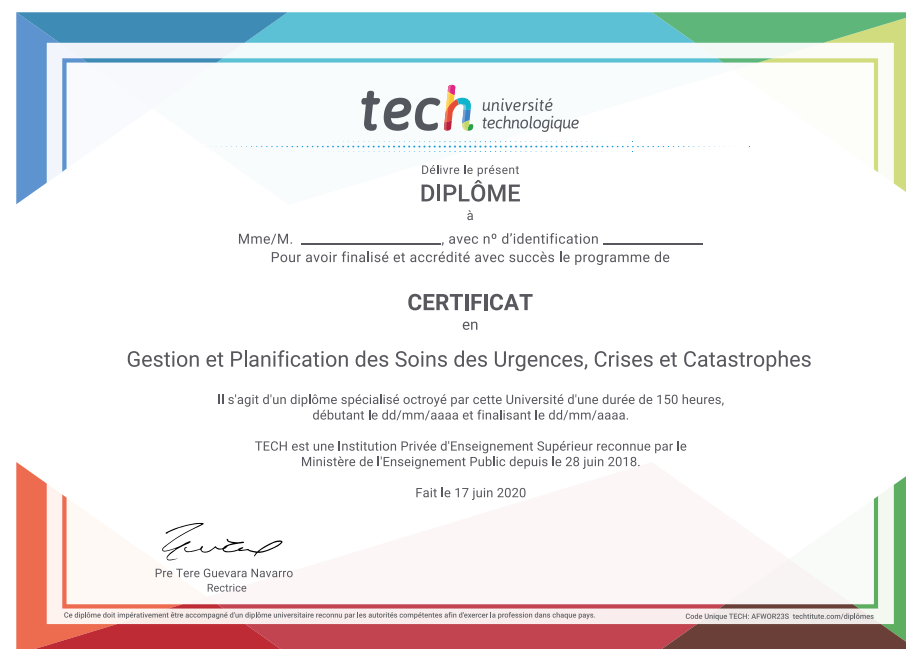 tech université
technologique
Délivre le présent
DIPLÔME
à
Mme/M. ____________________, avec nº d'identification ______________
Pour avoir finalisé et accrédité avec succès le programme de
CERTIFICAT
en
Gestion et Planification des Soins des Urgences, Crises et Catastrophes
Il s'agit d'un diplôme spécialisé octroyé par cette Université d'une durée de 150 heures,
débutant le dd/mm/aaaa et finalisant le dd/mm/aaaa.
TECH est une Institution Privée d'Enseignement Supérieur reconnue par le
Ministère de l'Enseignement Public depuis le 28 juin 2018.
Fait le 17 juin 2020
Pre Tere Guevara Navarro
Rectrice
Ce diplôme doit impérativement être accompagné d'un diplôme universitaire reconnu par les autorités compétentes afin d'exercer la profession dans chaque pays.
Code Unique TECH: AFWOR23S techtitute.com/diplômes